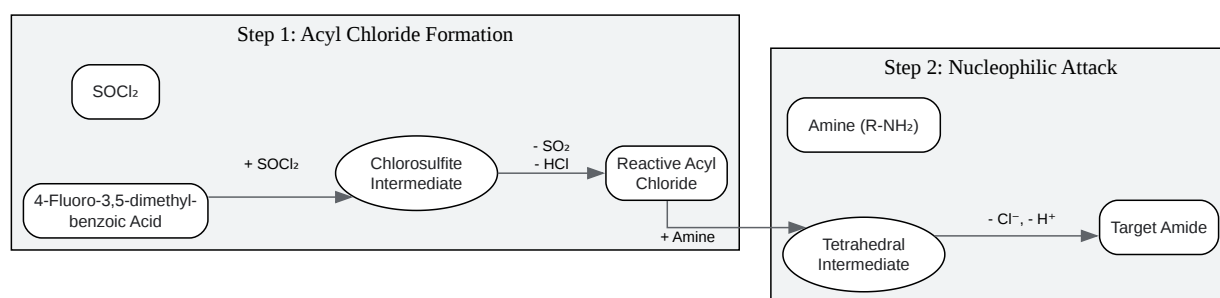 Step 1: Acyl Chloride Formation
SOCl₂
4-Fluoro-3,5-dimethyl-
benzoic Acid
+ SOCl₂
Chlorosulfite
Intermediate
- SO₂
- HCl
Reactive Acyl
Chloride
+ Amine
Step 2: Nucleophilic Attack
Amine (R-NH₂)
Tetrahedral
Intermediate
- Cl⁻, - H⁺
Target Amide